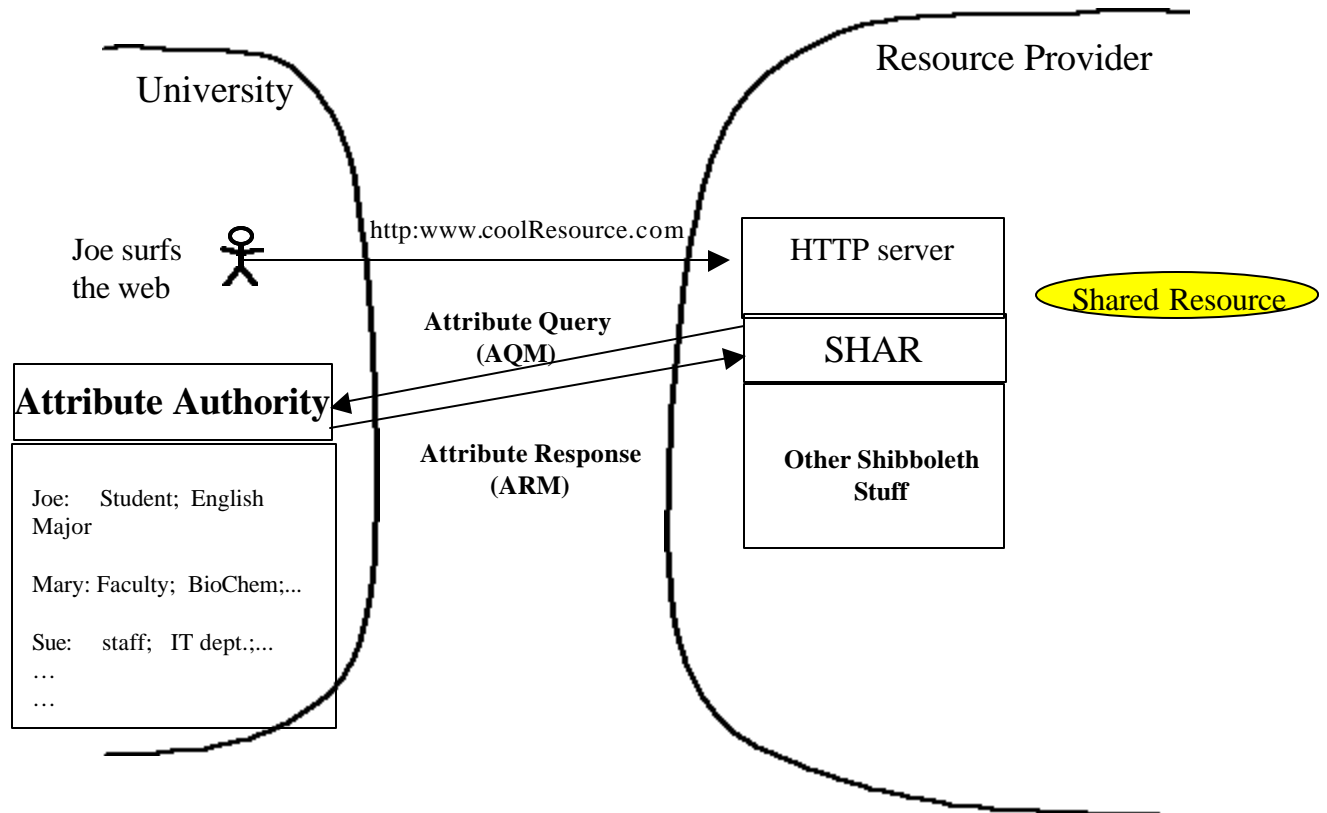 University
Resource Provider
Joe surfs
the web
http:www.coolResource.com
HTTP server
Shared Resource
Attribute Query
(AQM)
SHAR
Attribute Authority
Attribute Response
(ARM)
Other Shibboleth
Stuff
Joe: Student; English
Major
Mary: Faculty; BioChem;...
Sue: staff; IT dept.;...
…
…